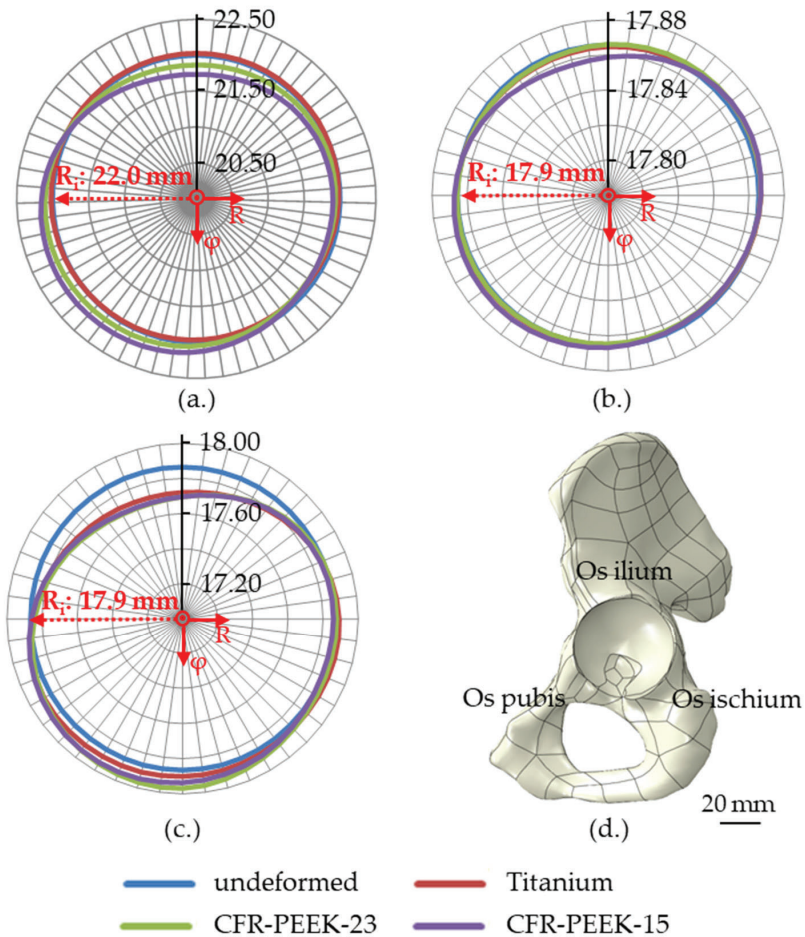 22.50
21.50
20.50
Rᵢ: 22.0 mm
R
φ
(a.)
17.88
17.84
17.80
Rᵢ: 17.9 mm
R
φ
(b.)
18.00
17.60
17.20
Rᵢ: 17.9 mm
R
φ
(c.)
Os ilium
Os pubis
Os ischium
20 mm
(d.)
undeformed
Titanium
CFR-PEEK-23
CFR-PEEK-15